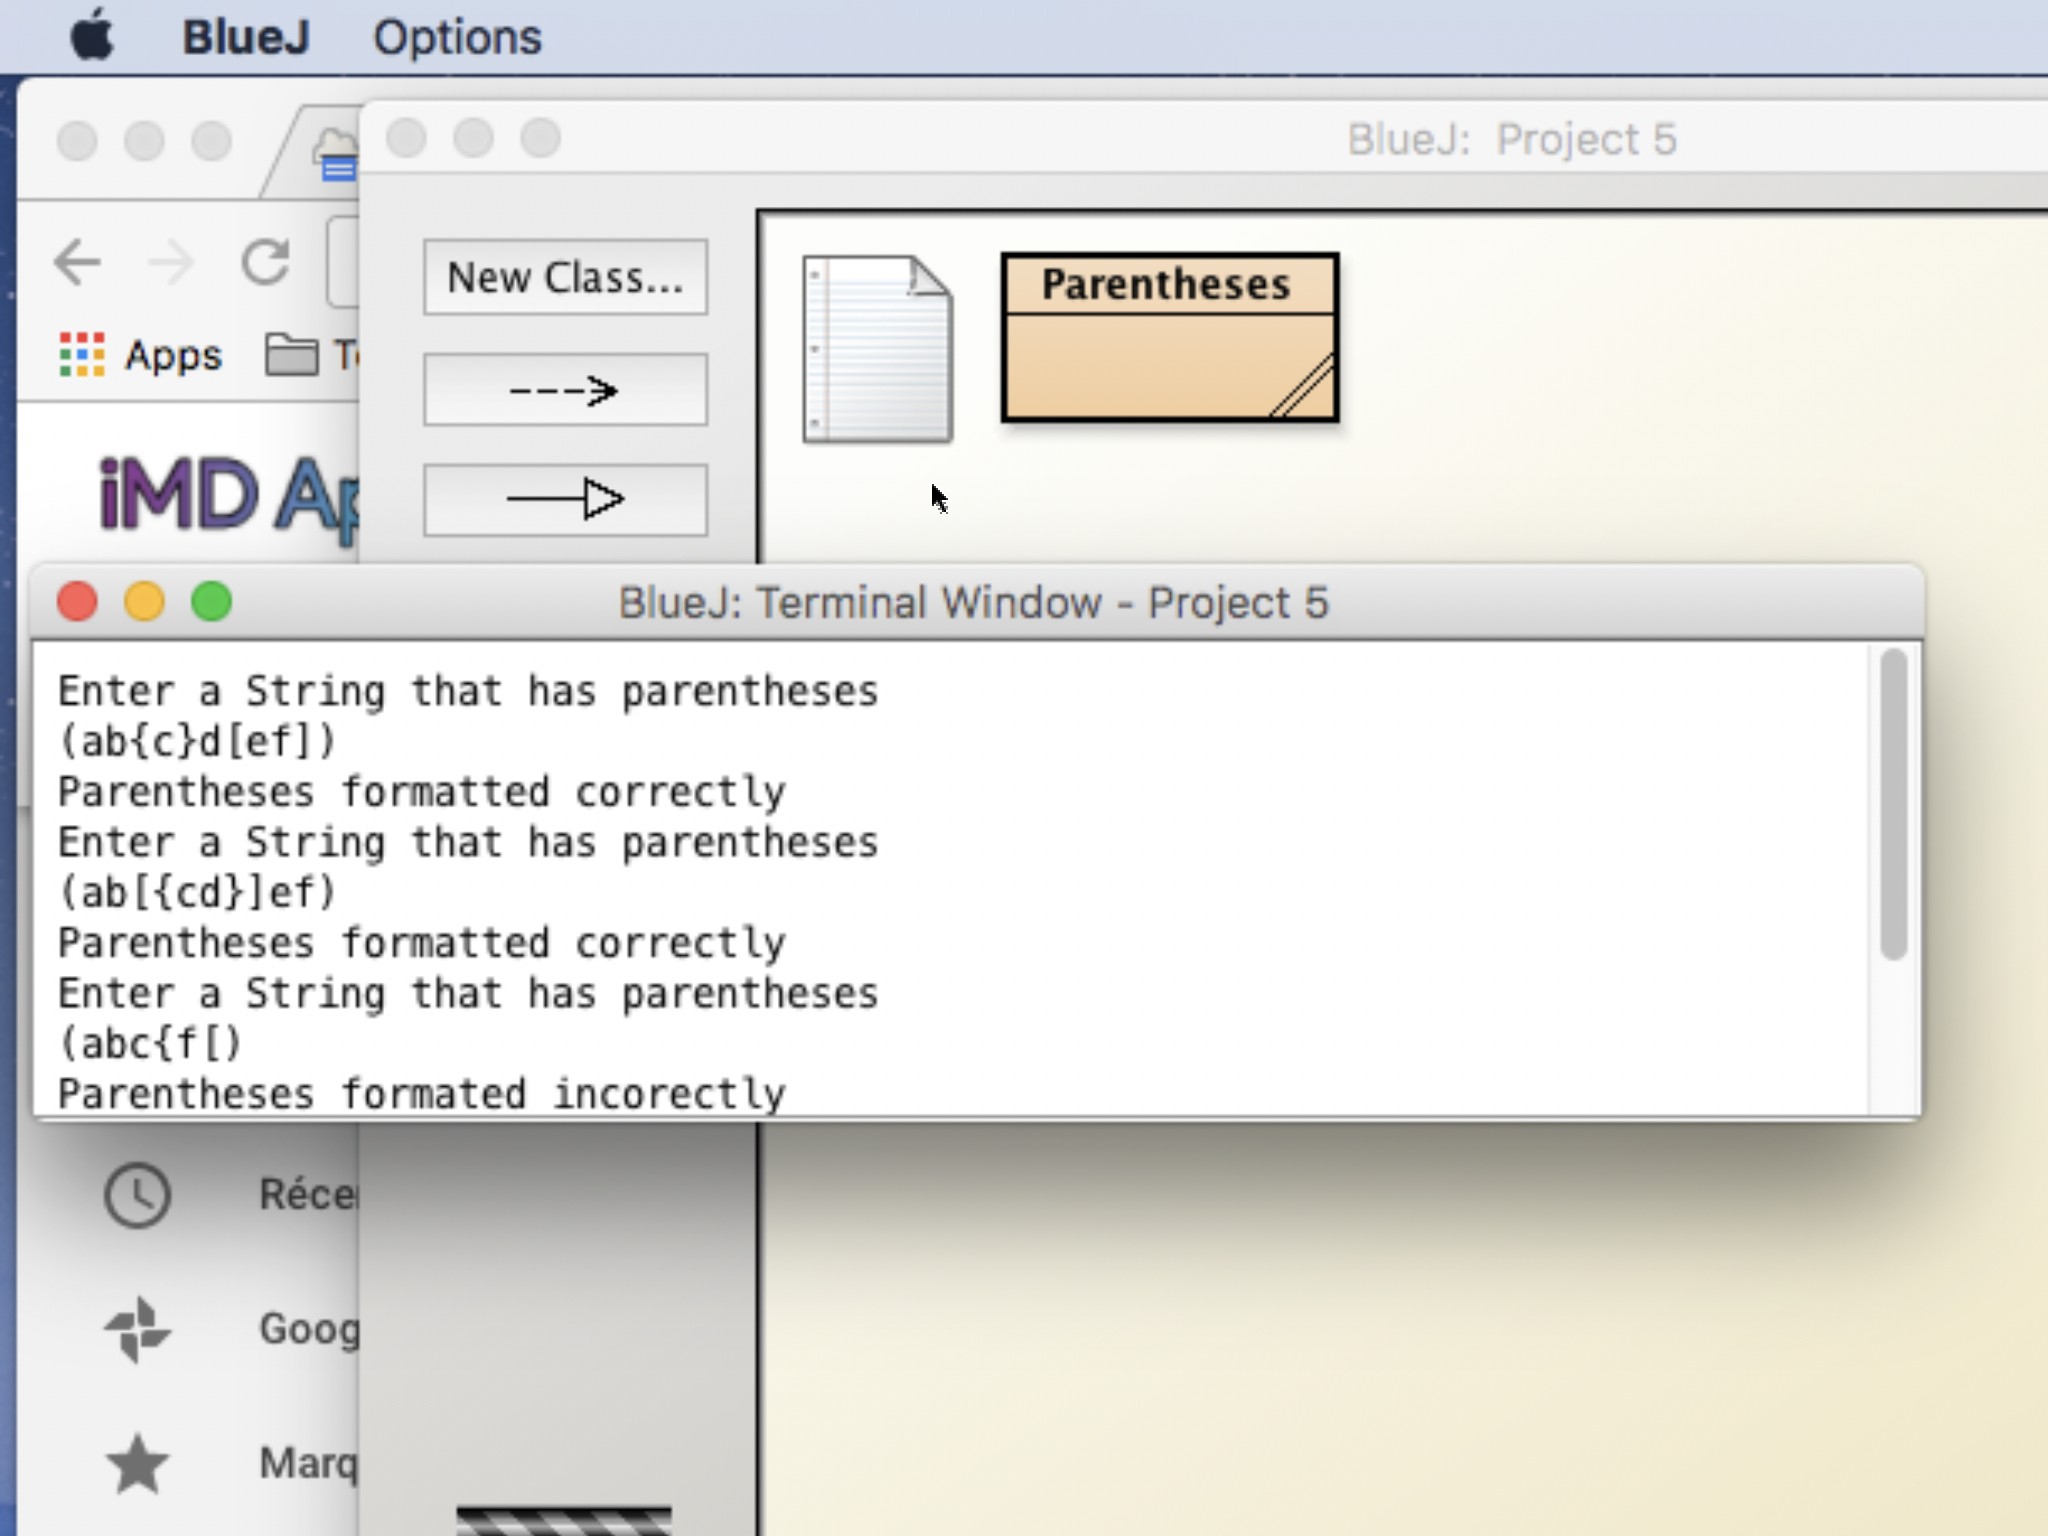 BlueJ Options
BlueJ: Project 5
New Class...
Parentheses
Apps
iMD
BlueJ: Terminal Window - Project 5
Enter a String that has parentheses
(ab{c}d[ef])
Parentheses formatted correctly
Enter a String that has parentheses
(ab[{cd}]ef)
Parentheses formatted correctly
Enter a String that has parentheses
(abc{f[)
Parentheses formated incorectly